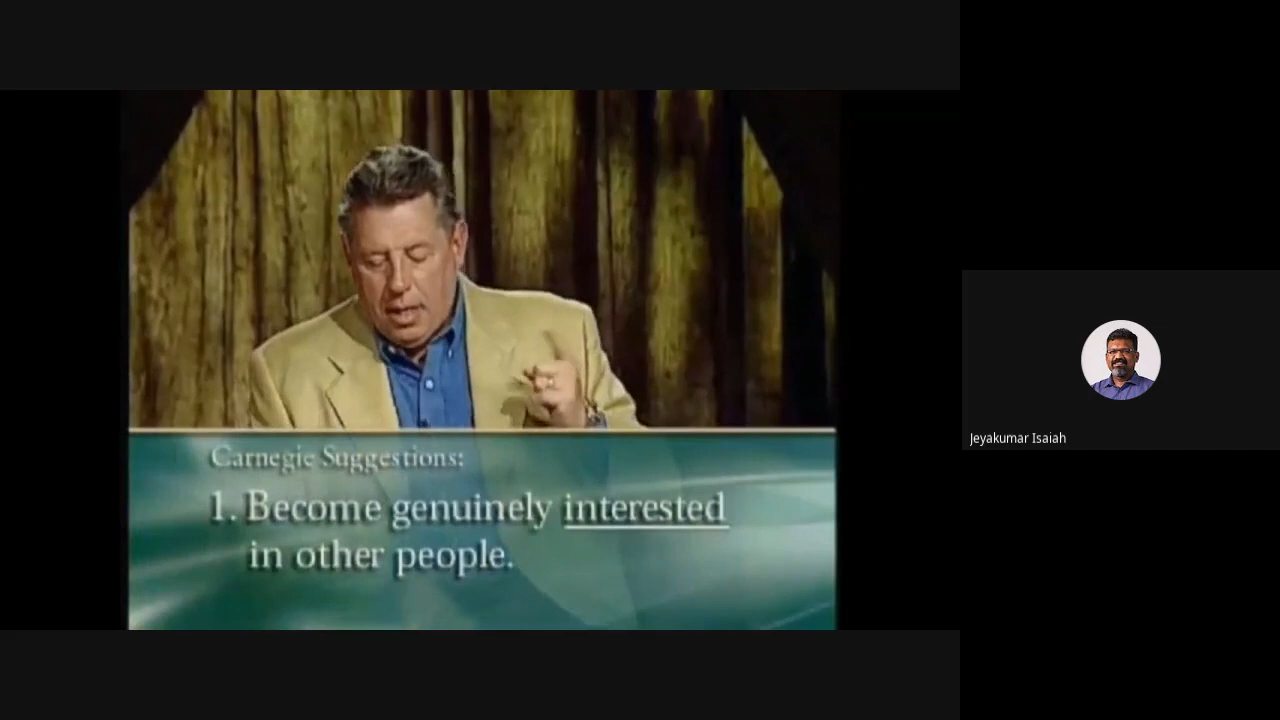 Carnegie Suggestions:
1. Become genuinely interested
in other people.
Jeyakumar Isaiah